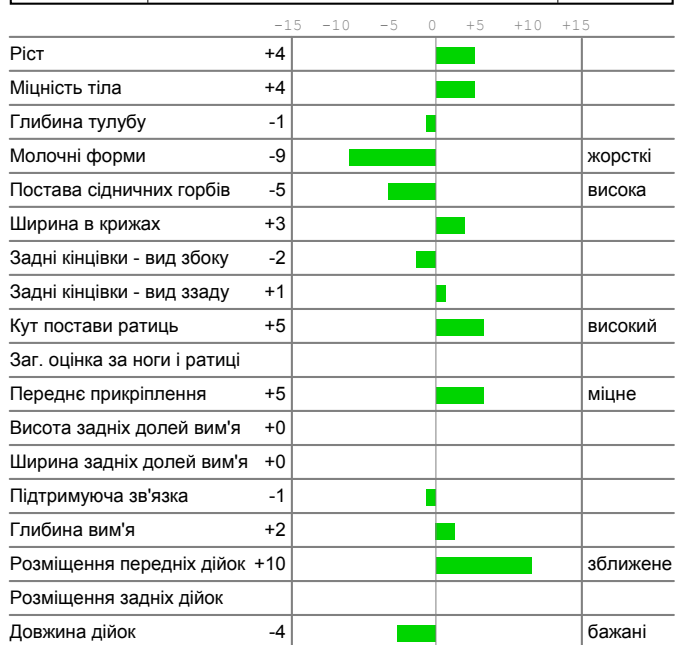 -15 -10 -5 0 +5 +10 +15
Ріст +4
Міцність тіла +4
Глибина тулубу -1
Молочні форми -9 жорсткі
Постава сідничних горбів -5 висока
Ширина в крижах +3
Задні кінцівки - вид збоку -2
Задні кінцівки - вид ззаду +1
Кут постави ратиць +5 високий
Заг. оцінка за ноги і ратиці
Переднє прикріплення +5 міцне
Висота задніх долей вим'я +0
Ширина задніх долей вим'я +0
Підтримуюча зв'язка -1
Глибина вим'я +2
Розміщення передніх дійок +10 зближене
Розміщення задніх дійок
Довжина дійок -4 бажані